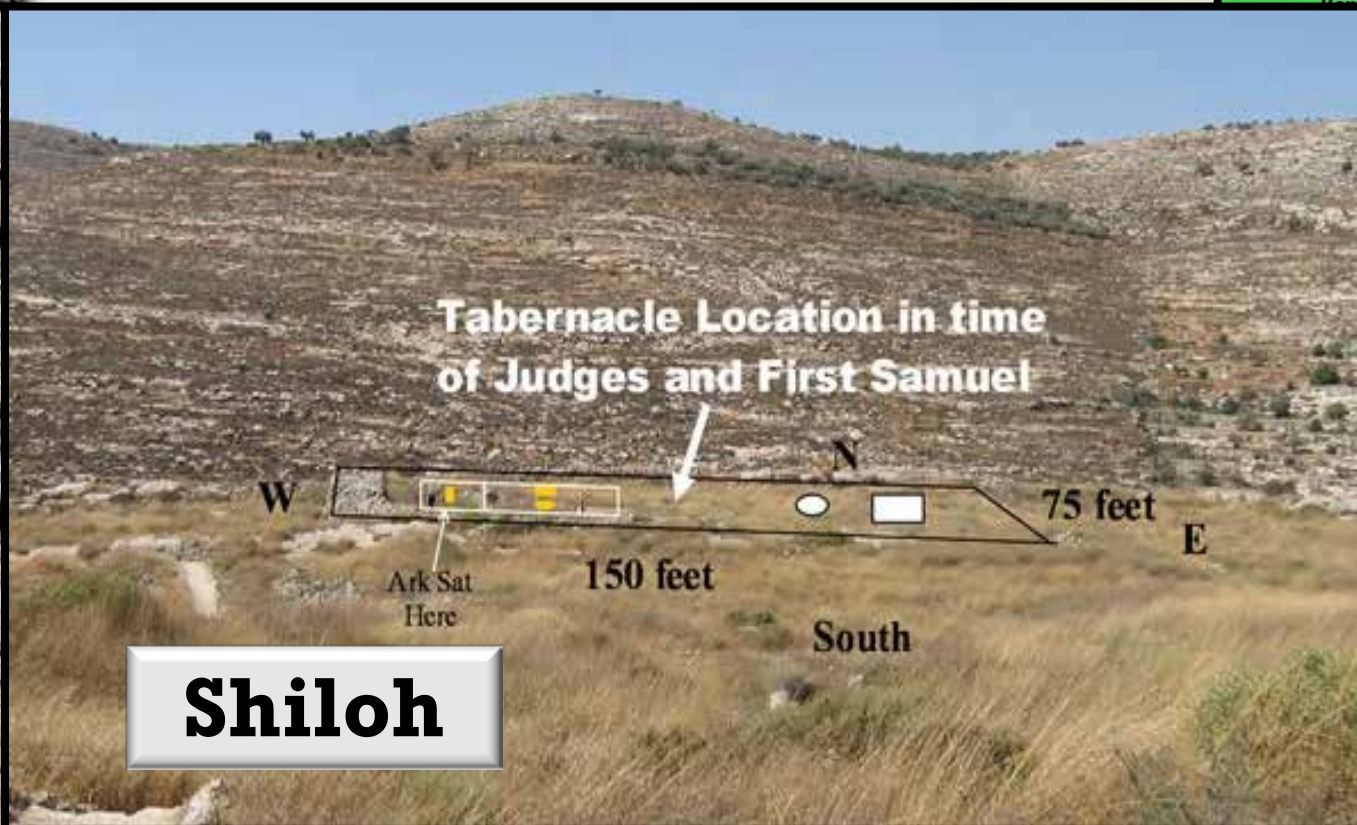 Tabernacle Location in time
of Judges and First Samuel
N
W
75 feet
E
Ark Sat
Here
150 feet
South
Shiloh